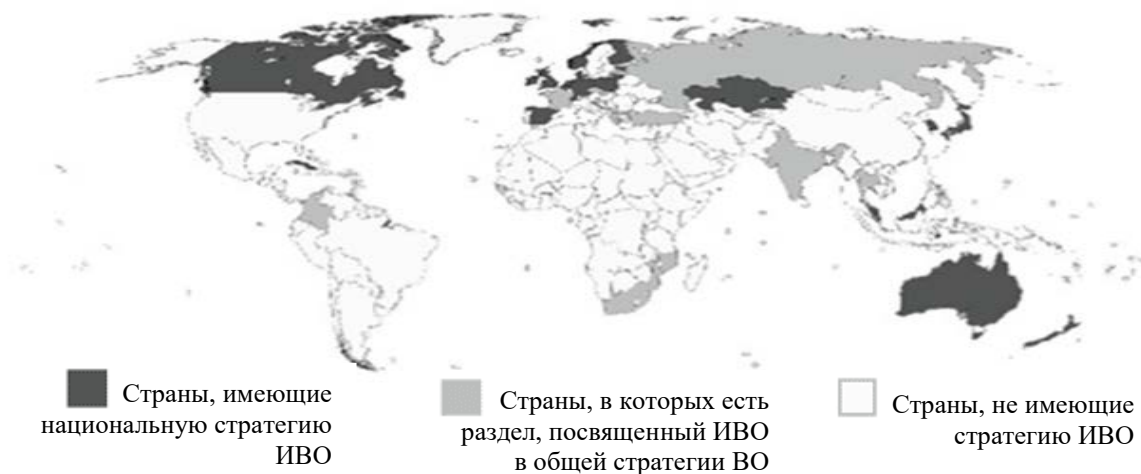 Страны, имеющие
национальную стратегию
ИВО
Страны, в которых есть
раздел, посвященный ИВО
в общей стратегии ВО
Страны, не имеющие
стратегию ИВО